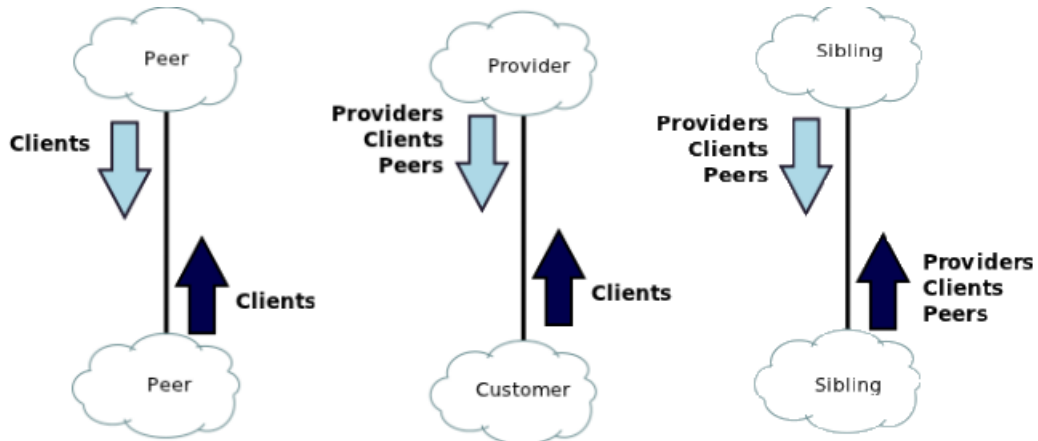 Peer
Clients
Clients
Peer
Provider
Providers
Clients
Peers
Clients
Customer
Sibling
Providers
Clients
Peers
Providers
Clients
Peers
Sibling